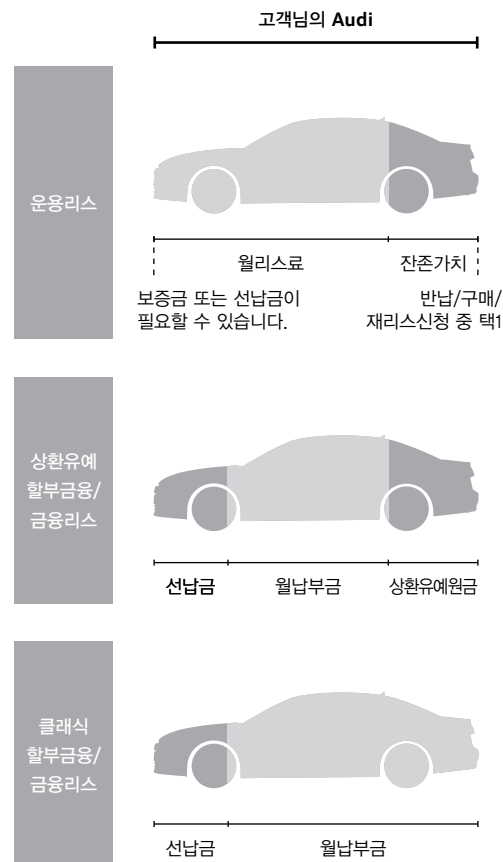 고객님의 Audi
운용리스
월리스료
잔존가치
보증금 또는 선납금이
필요할 수 있습니다.
반납/구매/
재리스신청 중 택1
상환유예
할부금융/
금융리스
선납금
월납부금
상환유예원금
클래식
할부금융/
금융리스
선납금
월납부금